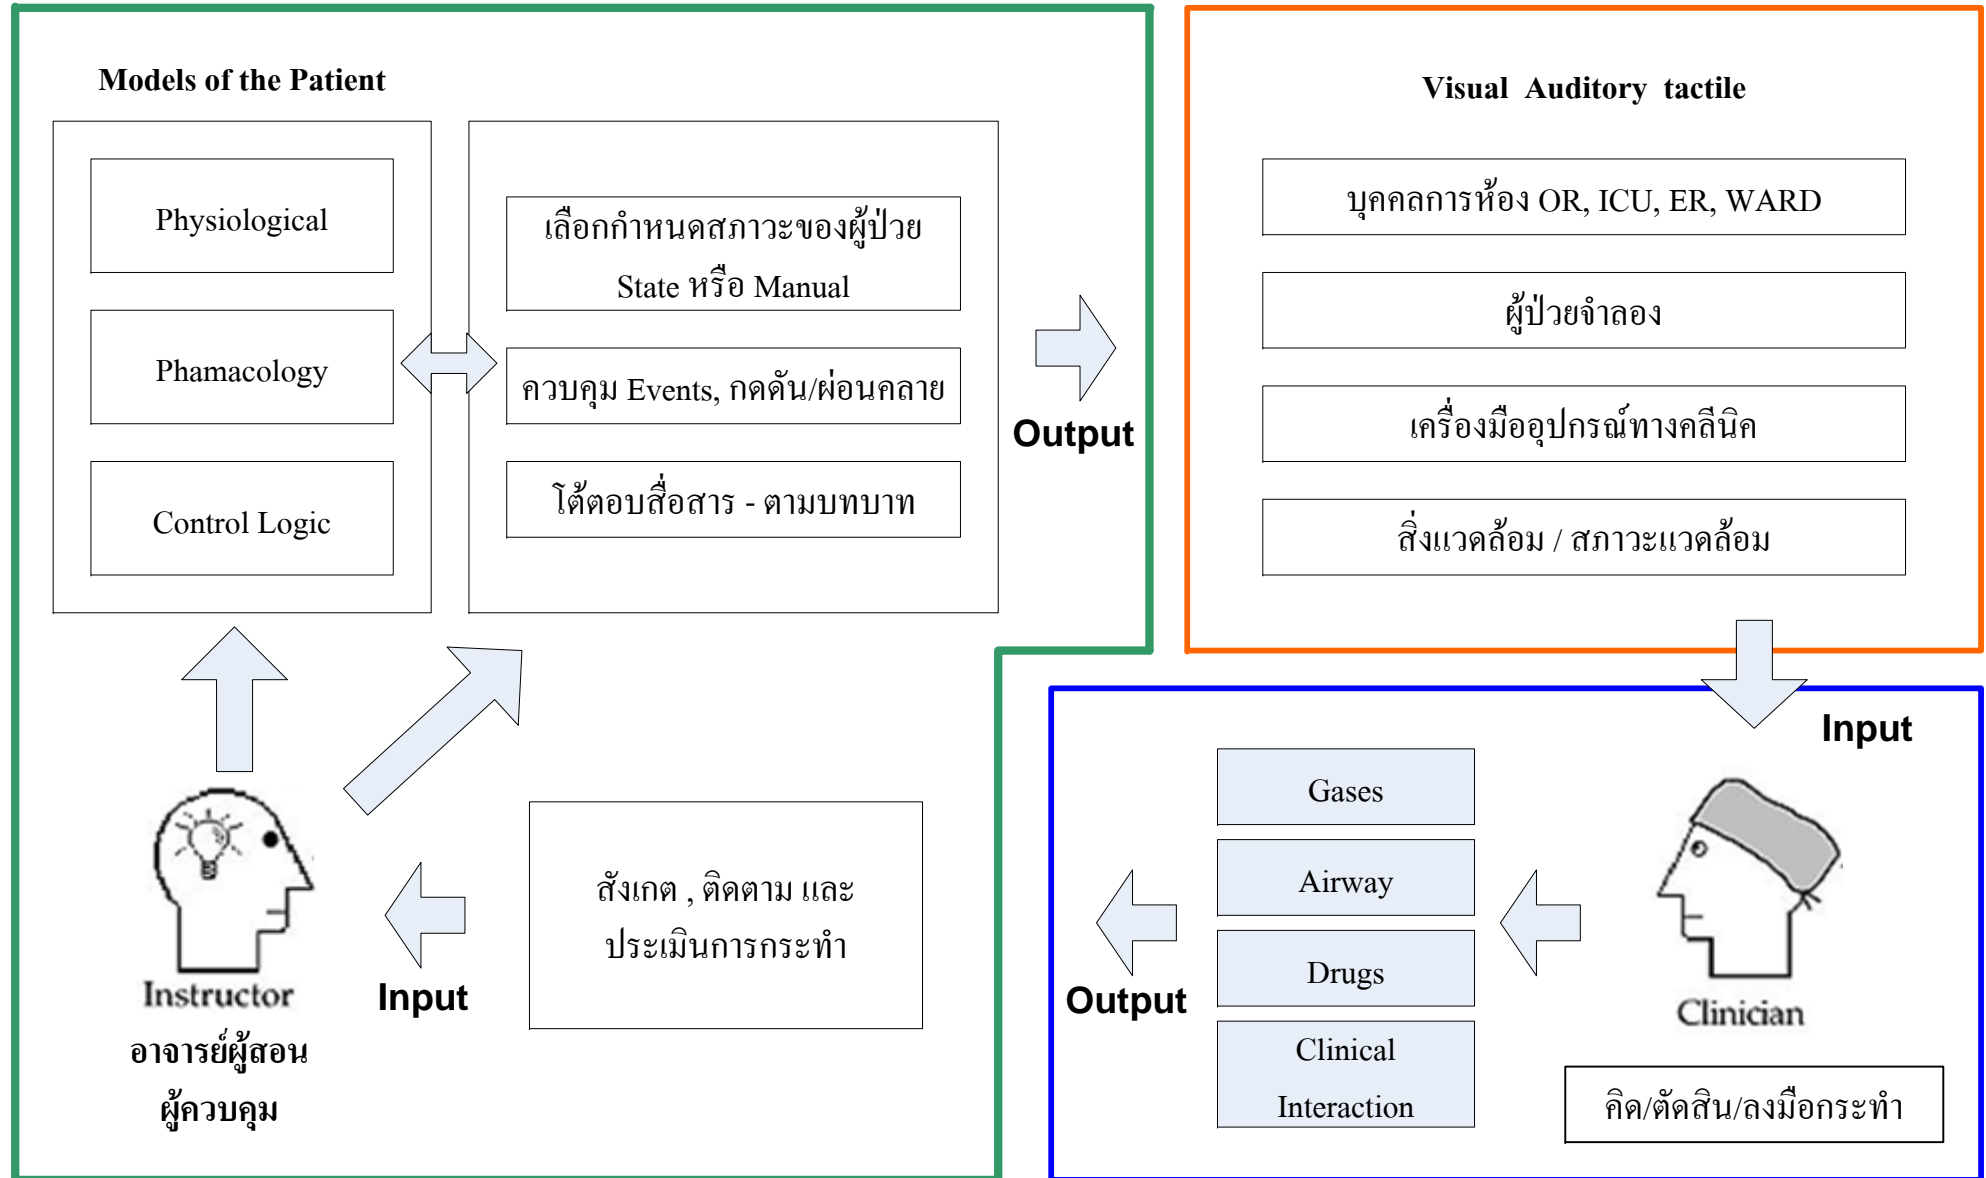 Models of the Patient
Physiological
Phamacology
Control Logic
เลือกกำหนดสภาวะของผู้ป่วย
State หรือ Manual
ควบคุม Events, กดดัน/ผ่อนคลาย
โต้ตอบสื่อสาร - ตามบทบาท
Output
Visual Auditory tactile
บุคคลการห้อง OR, ICU, ER, WARD
ผู้ป่วยจำลอง
เครื่องมืออุปกรณ์ทางคลีนิค
สิ่งแวดล้อม / สภาวะแวดล้อม
Input
Clinician
คิด/ตัดสิน/ลงมือกระทำ
Gases
Airway
Drugs
Clinical
Interaction
Output
สังเกต , ติดตาม และ
ประเมินการกระทำ
Input
Instructor
อาจารย์ผู้สอน
ผู้ควบคุม